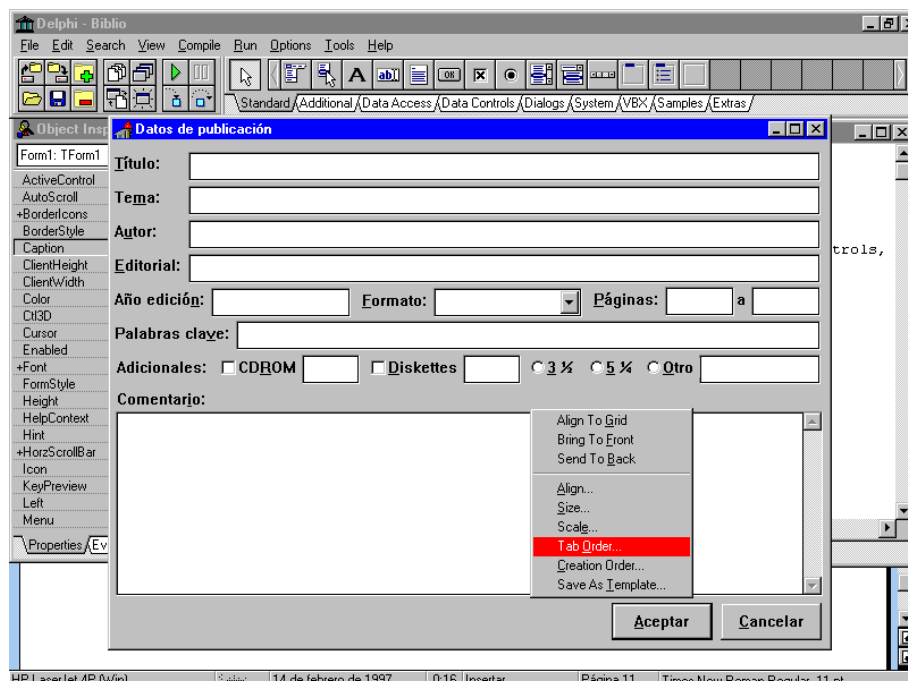 Delphi - Biblio
File Edit Search View Compile Run Options Tools Help
A ab OK
Standard Additional Data Access Data Controls Dialogs System VBX Samples Extras
Object Insp
Datos de publicación
Form1: TForm1
ActiveControl
AutoScroll
+BorderIcons
BorderStyle
Caption
ClientHeight
ClientWidth
Color
Ctl3D
Cursor
Enabled
+Font
FormStyle
Height
HelpContext
Hint
+HorzScrollBar
Icon
KeyPreview
Left
Menu
Properties Ev
Título:
Tema:
Autor:
Editorial:
Año edición: Formato: Páginas: a
Palabras clave:
Adicionales: CDROM Diskettes 3 ½ 5 ¼ Otro
Comentario:
trols,
Align To Grid
Bring To Front
Send To Back
Align...
Size...
Scale...
Tab Order...
Creation Order...
Save As Template...
Aceptar Cancelar
HP LaserJet 4P (Win) 14 de febrero de 1997 0:16 Insertar Página 11 Times New Roman Regular 11 pt